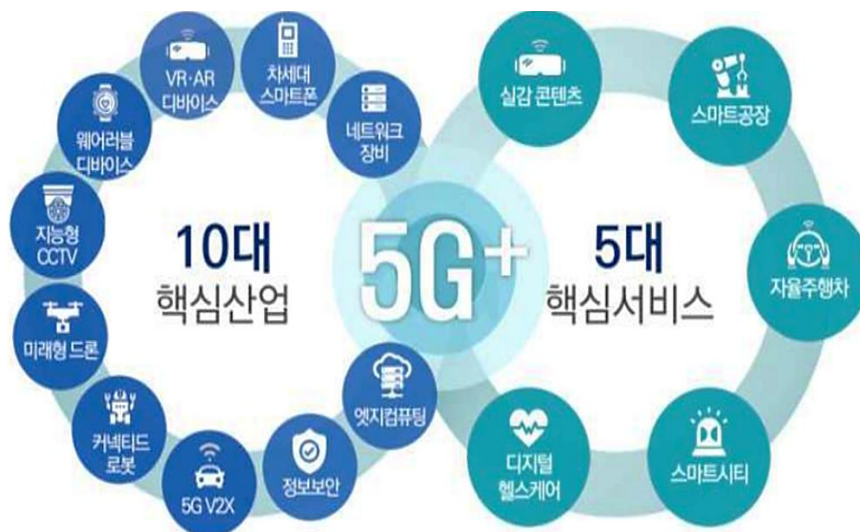 VR·AR
디바이스
차세대
스마트폰
네트워크
장비
웨어러블
디바이스
지능형
CCTV
미래형 드론
커넥티드
로봇
5G V2X
정보보안
엣지컴퓨팅
10대
핵심산업
5G+
5대
핵심서비스
실감 콘텐츠
스마트공장
자율주행차
스마트시티
디지털
헬스케어